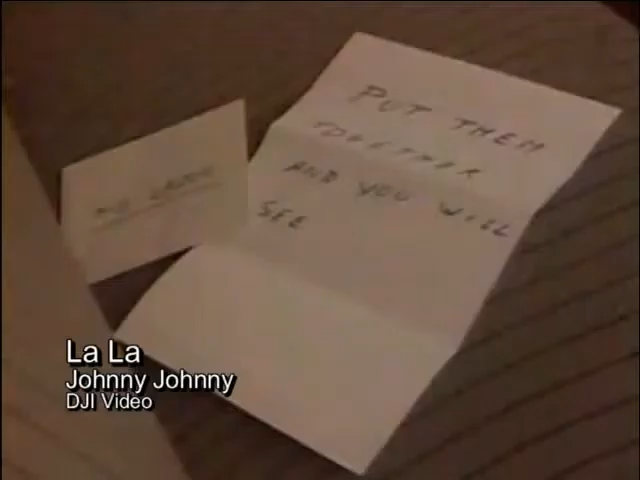 PUT THEM
TOGETHER
AND YOU WILL
SEE
La La
Johnny Johnny
DJI Video